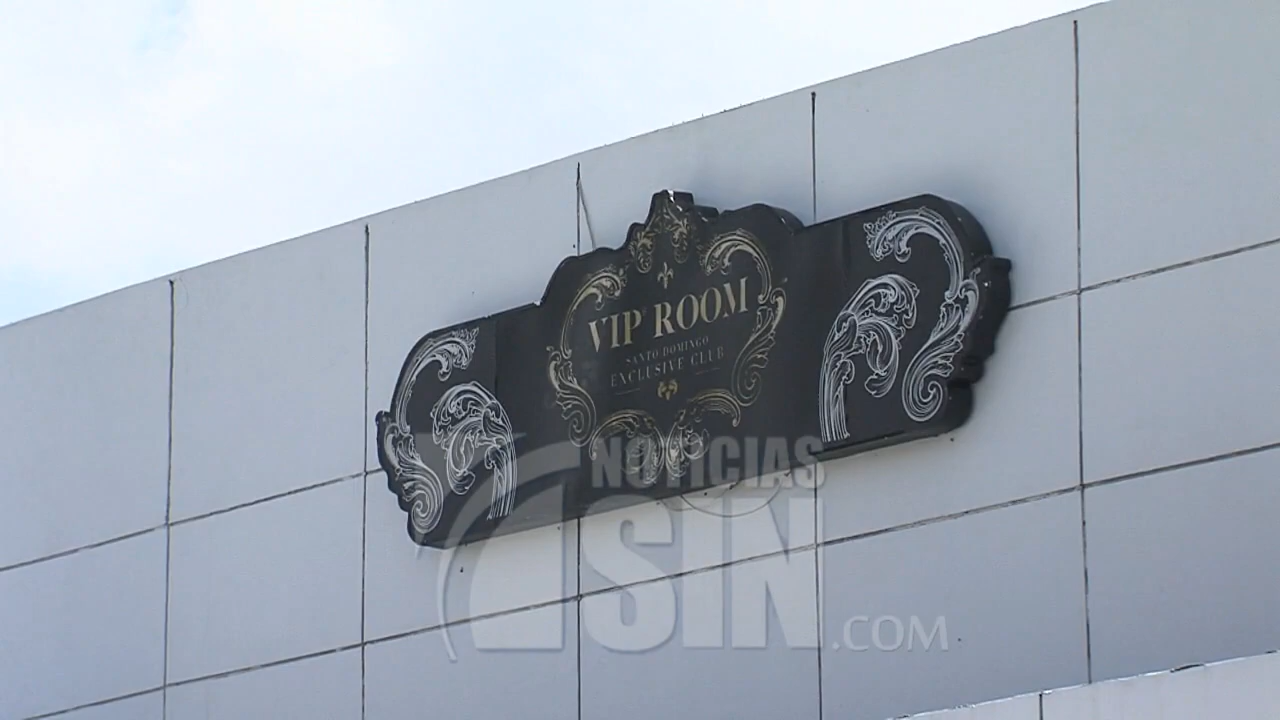 VIP ROOM
SANTO DOMINGO
EXCLUSIVE CLUB
NOTICIAS
SIN
.COM